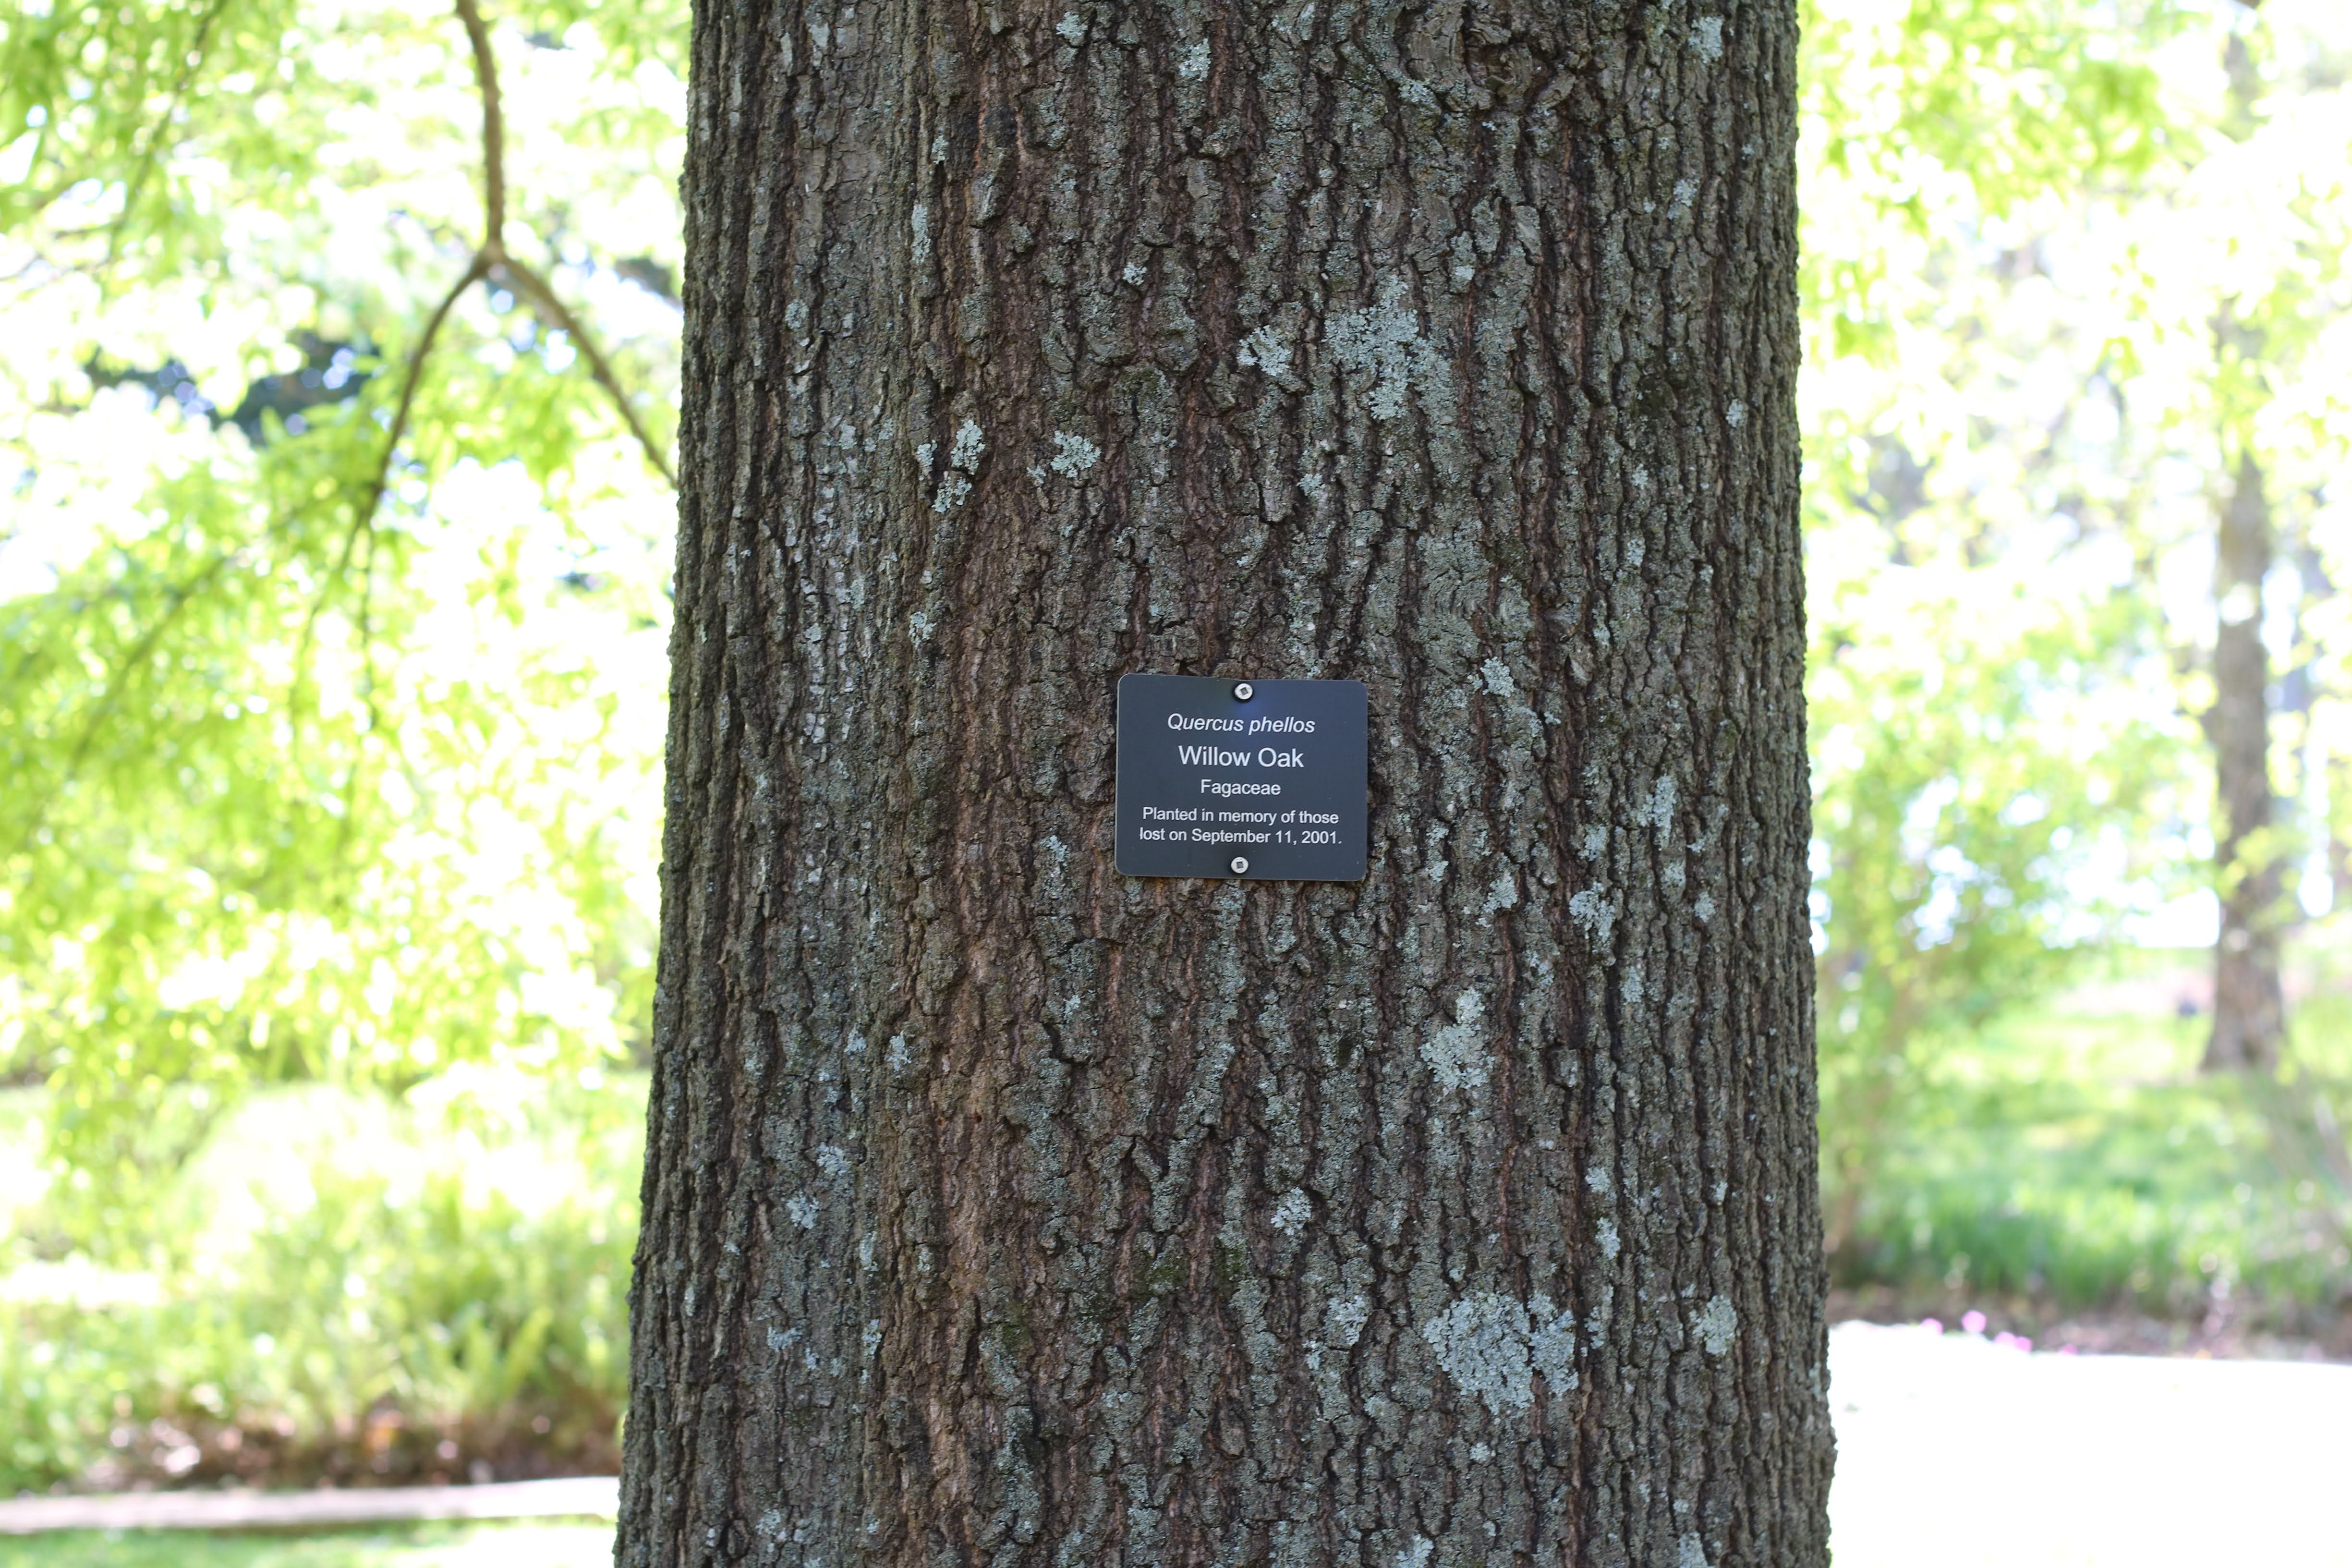 Quercus phellos
Willow Oak
Fagaceae
Planted in memory of those
lost on September 11, 2001.